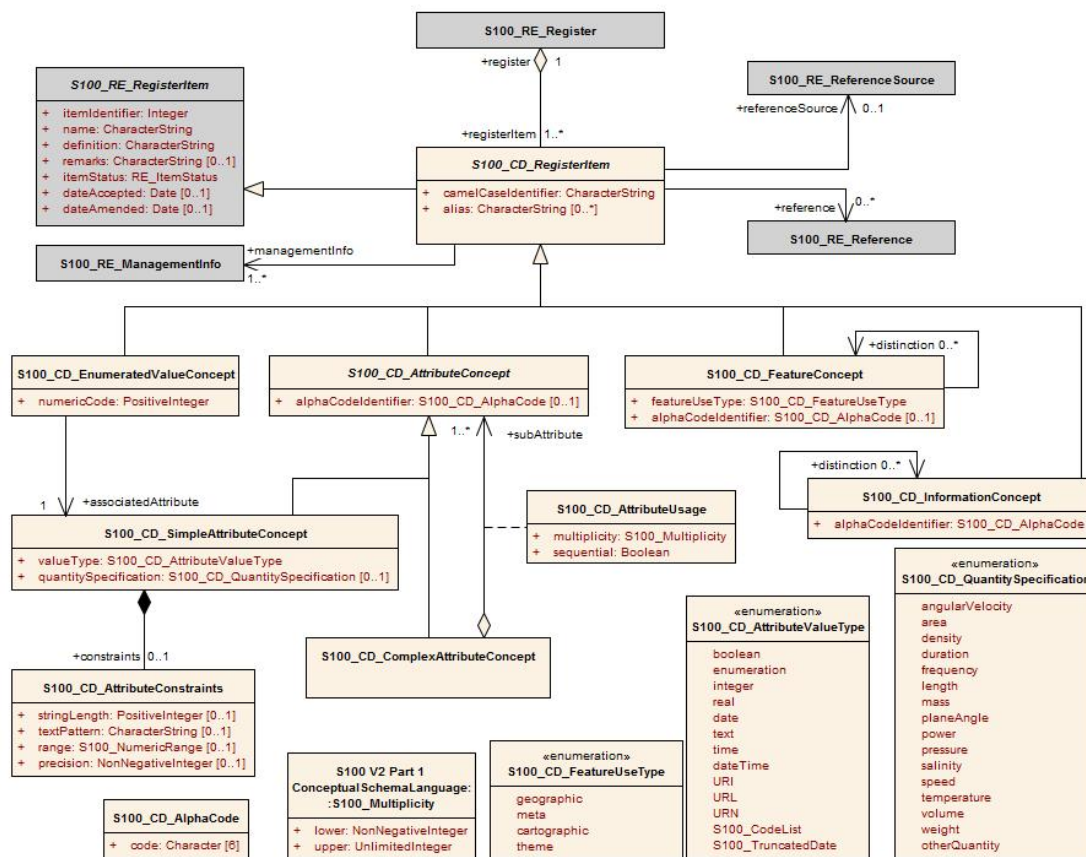 S100_RE_Register
+register
1
S100_RE_RegisterItem
+ itemIdentifier: Integer
+ name: CharacterString
+ definition: CharacterString
+ remarks: CharacterString [0..1]
+ itemStatus: RE_ItemStatus
+ dateAccepted: Date [0..1]
+ dateAmended: Date [0..1]
S100_RE_ReferenceSource
+referenceSource
0..1
+registerItem
1..*
S100_CD_RegisterItem
+ camelCaseIdentifier: CharacterString
+ alias: CharacterString [0..*]
+reference
0..*
S100_RE_Reference
+managementInfo
1..*
S100_RE_ManagementInfo
S100_CD_EnumeratedValueConcept
+ numericCode: PositiveInteger
S100_CD_AttributeConcept
+ alphaCodeIdentifier: S100_CD_AlphaCode [0..1]
+distinction 0..*
S100_CD_FeatureConcept
+ featureUseType: S100_CD_FeatureUseType
+ alphaCodeIdentifier: S100_CD_AlphaCode [0..1]
1..*
+subAttribute
+distinction 0..*
S100_CD_InformationConcept
+ alphaCodeIdentifier: S100_CD_AlphaCode
1
+associatedAttribute
S100_CD_SimpleAttributeConcept
+ valueType: S100_CD_AttributeValueType
+ quantitySpecification: S100_CD_QuantitySpecification [0..1]
S100_CD_AttributeUsage
+ multiplicity: S100_Multiplicity
+ sequential: Boolean
+constraints
0..1
S100_CD_ComplexAttributeConcept
S100_CD_AttributeConstraints
+ stringLength: PositiveInteger [0..1]
+ textPattern: CharacterString [0..1]
+ range: S100_NumericRange [0..1]
+ precision: NonNegativeInteger [0..1]
S100_CD_AlphaCode
+ code: Character [6]
S100 V2 Part 1
ConceptualSchemaLanguage:
:S100_Multiplicity
+ lower: NonNegativeInteger
+ upper: UnlimitedInteger
«enumeration»
S100_CD_FeatureUseType
geographic
meta
cartographic
theme
«enumeration»
S100_CD_AttributeValueType
boolean
enumeration
integer
real
date
text
time
dateTime
URI
URL
URN
S100_CodeList
S100_TruncatedDate
«enumeration»
S100_CD_QuantitySpecification
angularVelocity
area
density
duration
frequency
length
mass
planeAngle
power
pressure
salinity
speed
temperature
volume
weight
otherQuantity